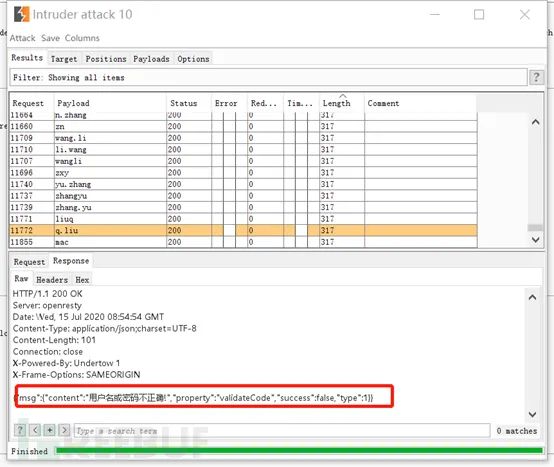 Intruder attack 10
Attack Save Columns
Results Target Positions Payloads Options
Filter: Showing all items ?
Request Payload Status Error Red... Tim... Length Comment
11664 n.zhang 200 0 317
11660 zn 200 0 317
11709 wang.li 200 0 317
11710 li.wang 200 0 317
11707 wangli 200 0 317
11696 zxy 200 0 317
11740 yu.zhang 200 0 317
11737 zhangyu 200 0 317
11739 zhang.yu 200 0 317
11771 liuq 200 0 317
11772 q.liu 200 0 317
11855 mac 200 0 317
Request Response
Raw Headers Hex
HTTP/1.1 200 OK
Server: openresty
Date: Wed, 15 Jul 2020 08:54:54 GMT
Content-Type: application/json;charset=UTF-8
Content-Length: 101
Connection: close
X-Powered-By: Undertow 1
X-Frame-Options: SAMEORIGIN
{"msg":{"content":"用户名或密码不正确!","property":"validateCode","success":false,"type":1}}
? < + > Type a search term 0 matches
Finished